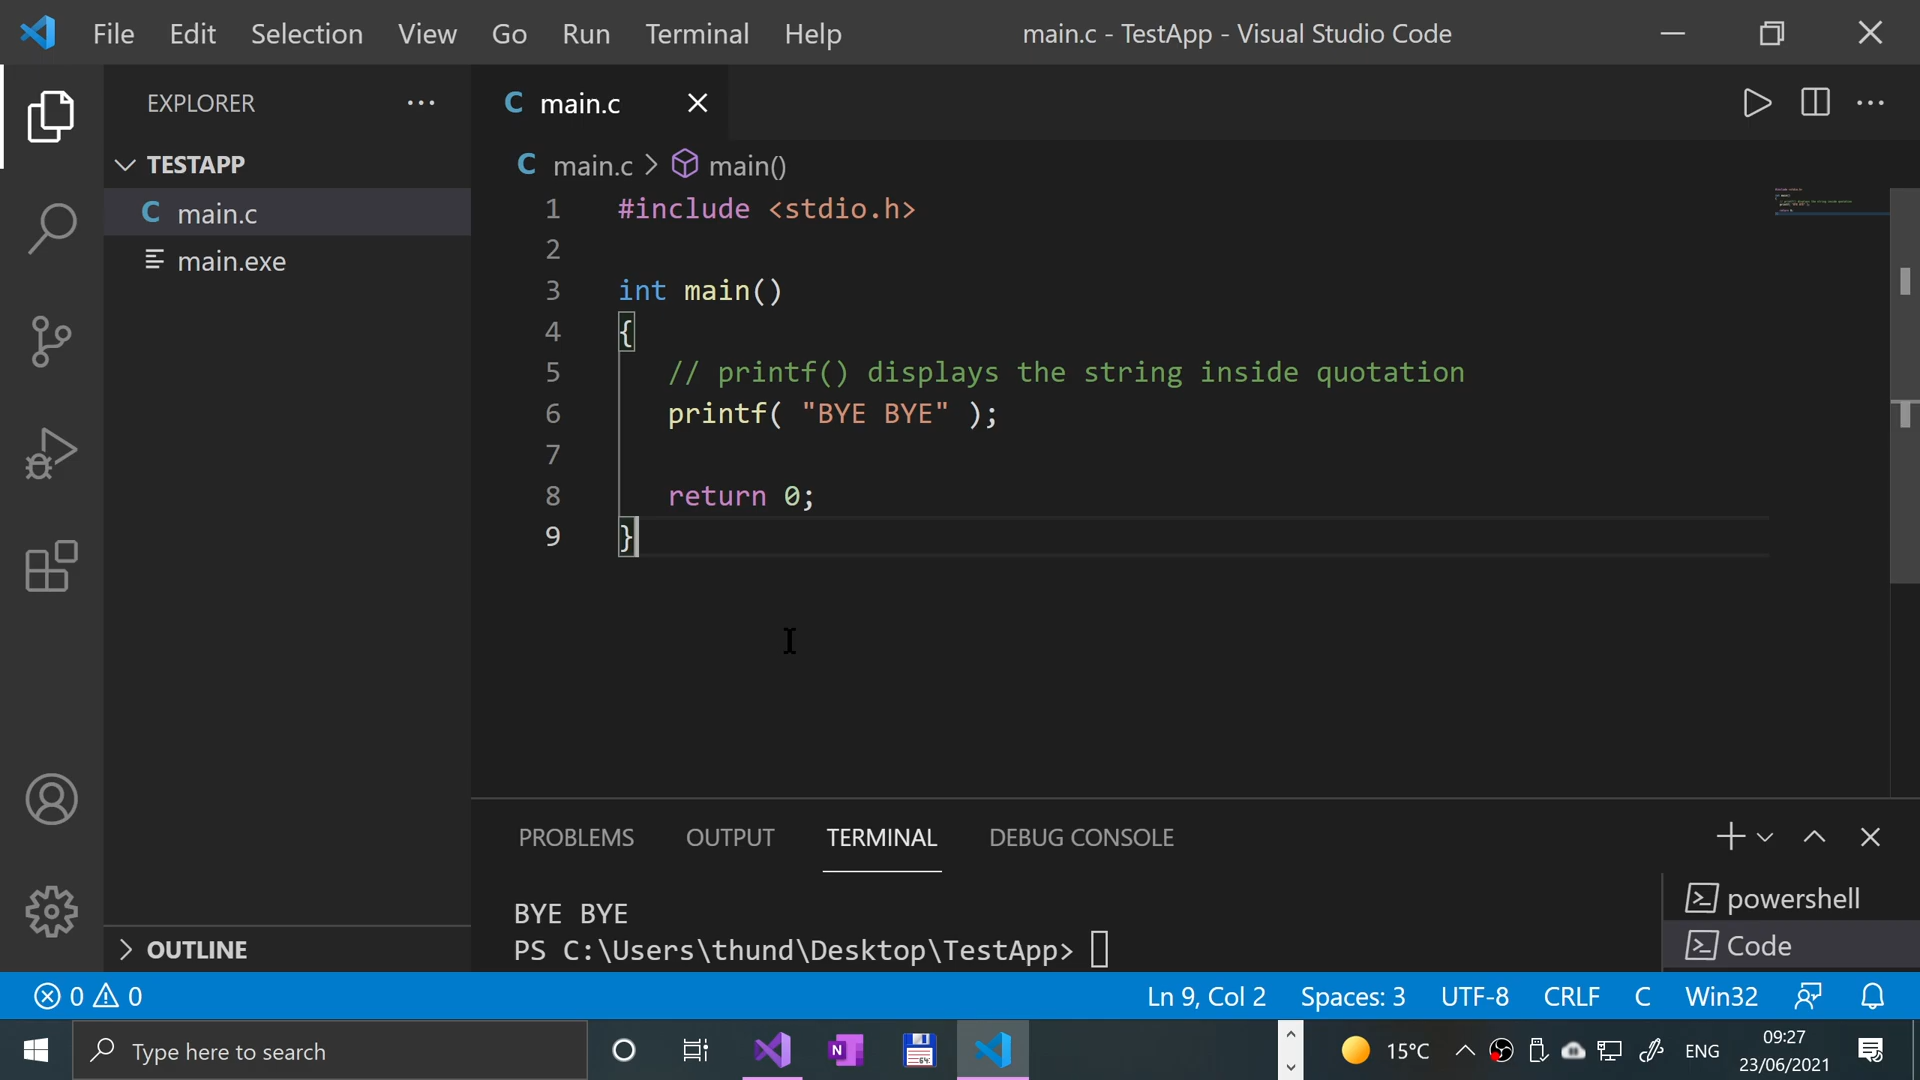 File Edit Selection View Go Run Terminal Help main.c - TestApp - Visual Studio Code
EXPLORER
TESTAPP
C main.c
main.exe
OUTLINE
C main.c
C main.c > main()
1 #include <stdio.h>
2
3 int main()
4 {
5 // printf() displays the string inside quotation
6 printf( "BYE BYE" );
7
8 return 0;
9 }
PROBLEMS OUTPUT TERMINAL DEBUG CONSOLE
BYE BYE
PS C:\Users\thund\Desktop\TestApp>
powershell
Code
0 0 Ln 9, Col 2 Spaces: 3 UTF-8 CRLF C Win32
Type here to search
64
15°C ENG
09:27
23/06/2021